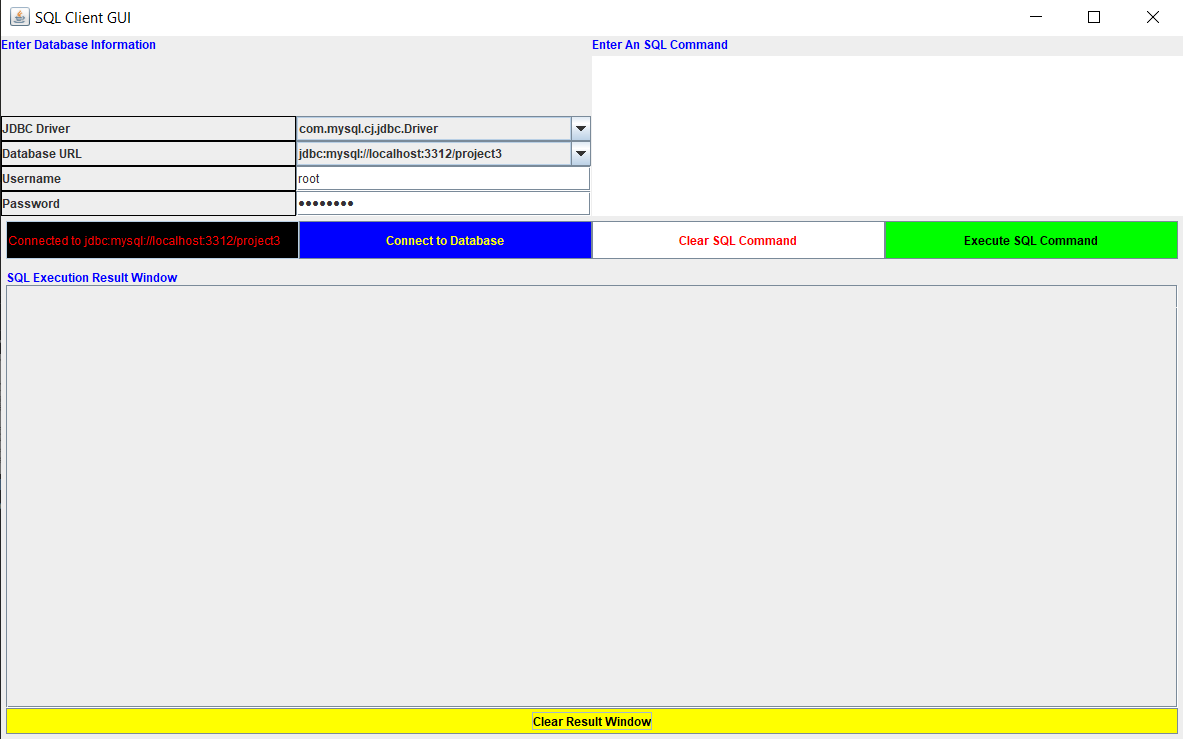 SQL Client GUI
Enter Database Information
Enter An SQL Command
JDBC Driver
com.mysql.cj.jdbc.Driver
Database URL
jdbc:mysql://localhost:3312/project3
Username
root
Password
••••••••
Connected to jdbc:mysql://localhost:3312/project3
Connect to Database
Clear SQL Command
Execute SQL Command
SQL Execution Result Window
Clear Result Window